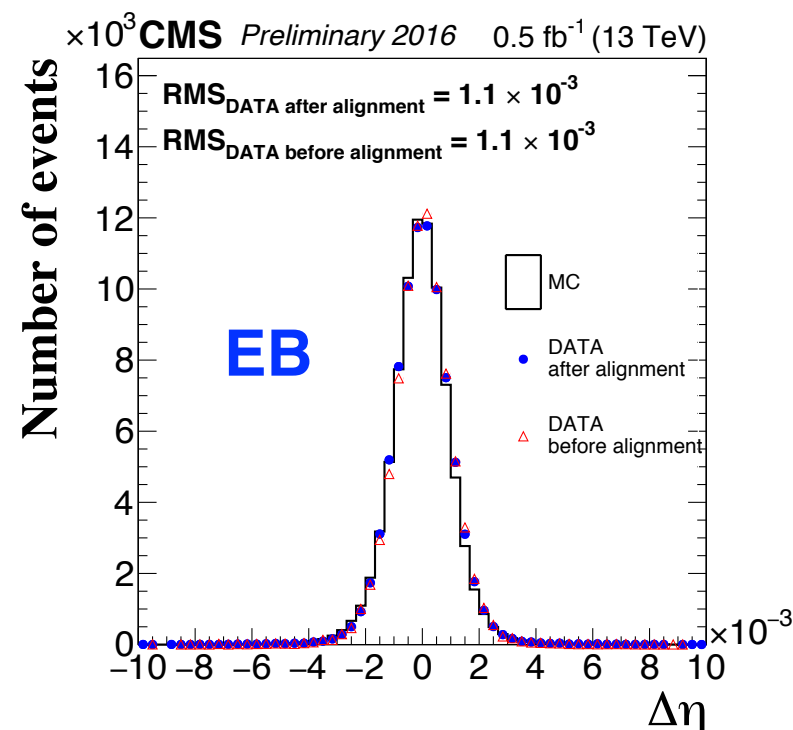 ×10³ CMS Preliminary 2016 0.5 fb⁻¹ (13 TeV)
RMS_DATA after alignment = 1.1 × 10⁻³
RMS_DATA before alignment = 1.1 × 10⁻³
Number of events
16
14
12
10
8
6
4
2
0
EB
MC
DATA
after alignment
DATA
before alignment
−10 −8 −6 −4 −2 0 2 4 6 8 10
×10⁻³
Δη